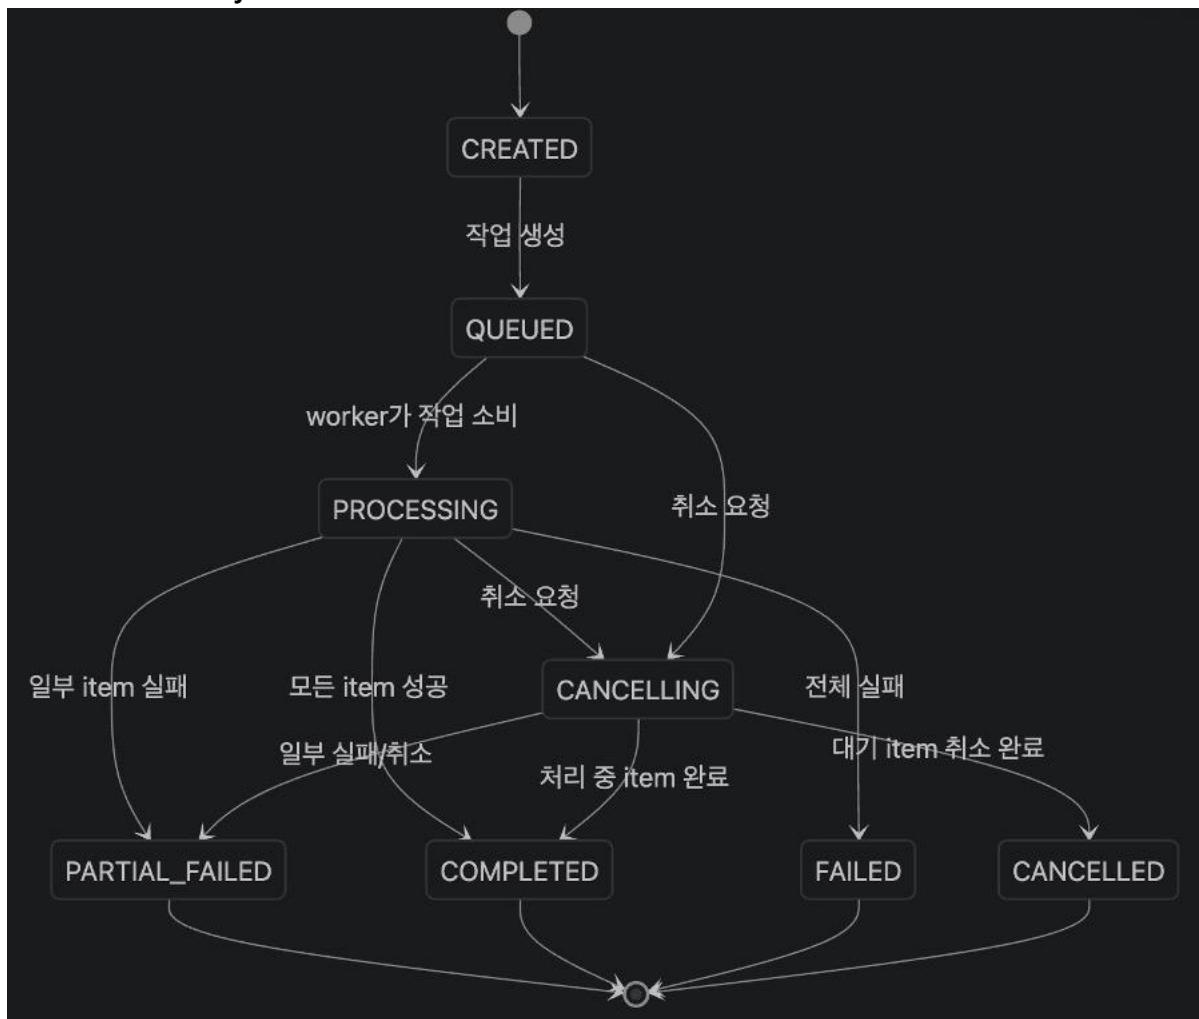 CREATED
작업 생성
QUEUED
worker가 작업 소비
취소 요청
PROCESSING
취소 요청
일부 item 실패
모든 item 성공
CANCELLING
전체 실패
일부 실패/취소
처리 중 item 완료
대기 item 취소 완료
PARTIAL_FAILED
COMPLETED
FAILED
CANCELLED